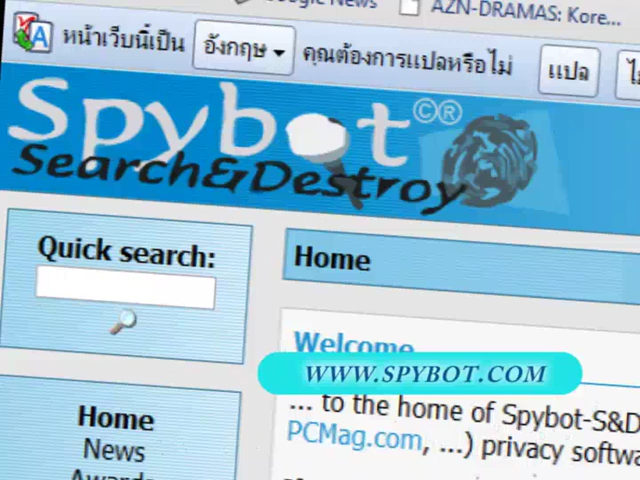 Google News
AZN-DRAMAS: Kore...
หน้าเว็บนี้เป็น อังกฤษ คุณต้องการแปลหรือไม่ แปล
Spybot ©®
Search&Destroy
Quick search:
Home
Welcome
WWW.SPYBOT.COM
... to the home of Spybot-S&D
PCMag.com, ...) privacy softwa
Home
News
Awards